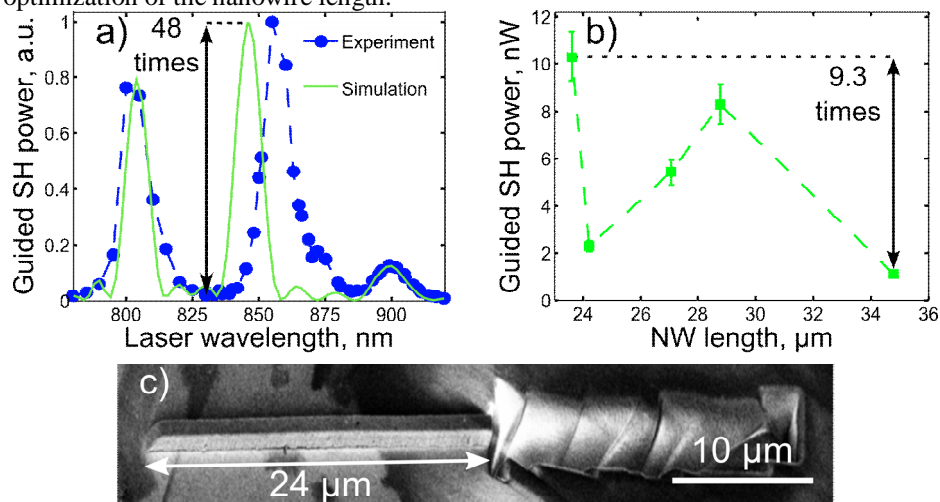 optimization of the nanowire length.
a)
48
times
Experiment
Simulation
Guided SH power, a.u.
1
0.8
0.6
0.4
0.2
0
800
850
900
Laser wavelength, nm
b)
9.3
times
Guided SH power, nW
12
10
8
6
4
2
0
24 26 28 30 32 34 36
NW length, µm
c)
24 µm
10 µm